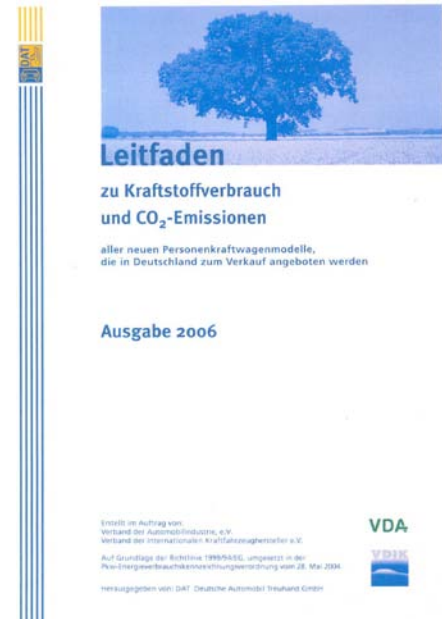 DAT
Leitfaden
zu Kraftstoffverbrauch
und CO₂-Emissionen
aller neuen Personenkraftwagenmodelle,
die in Deutschland zum Verkauf angeboten werden
Ausgabe 2006
Erstellt im Auftrag von:
Verband der Automobilindustrie, e.V.
Verband der Internationalen Kraftfahrzeughersteller e.V.
Auf Grundlage der Richtlinie 1999/94/EG, umgesetzt in der
Pkw-Energieverbrauchskennzeichnungverordnung vom 28. Mai 2004.
Herausgegeben von: DAT Deutsche Automobil Treuhand GmbH
VDA
VDIK